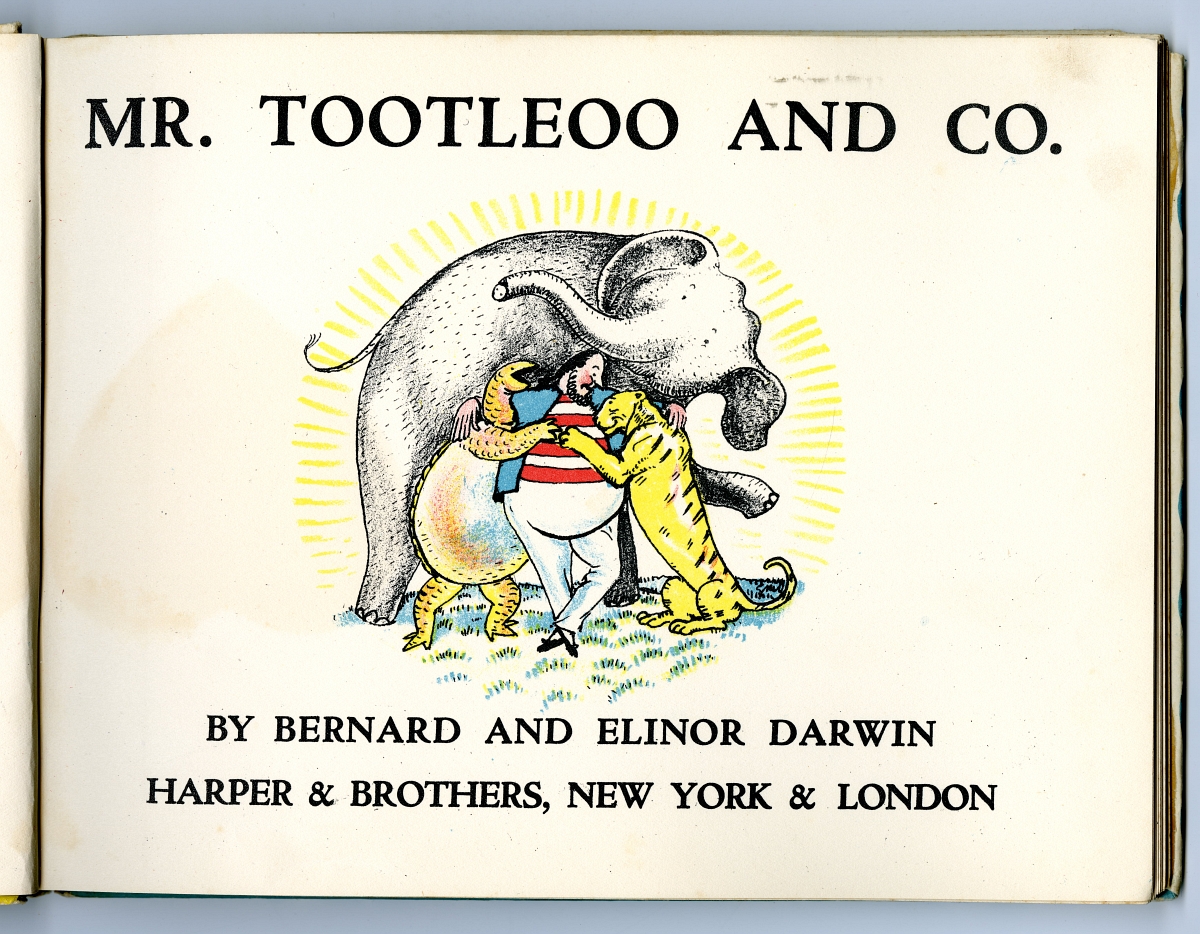 MR. TOOTLEOO AND CO.
BY BERNARD AND ELINOR DARWIN
HARPER & BROTHERS, NEW YORK & LONDON